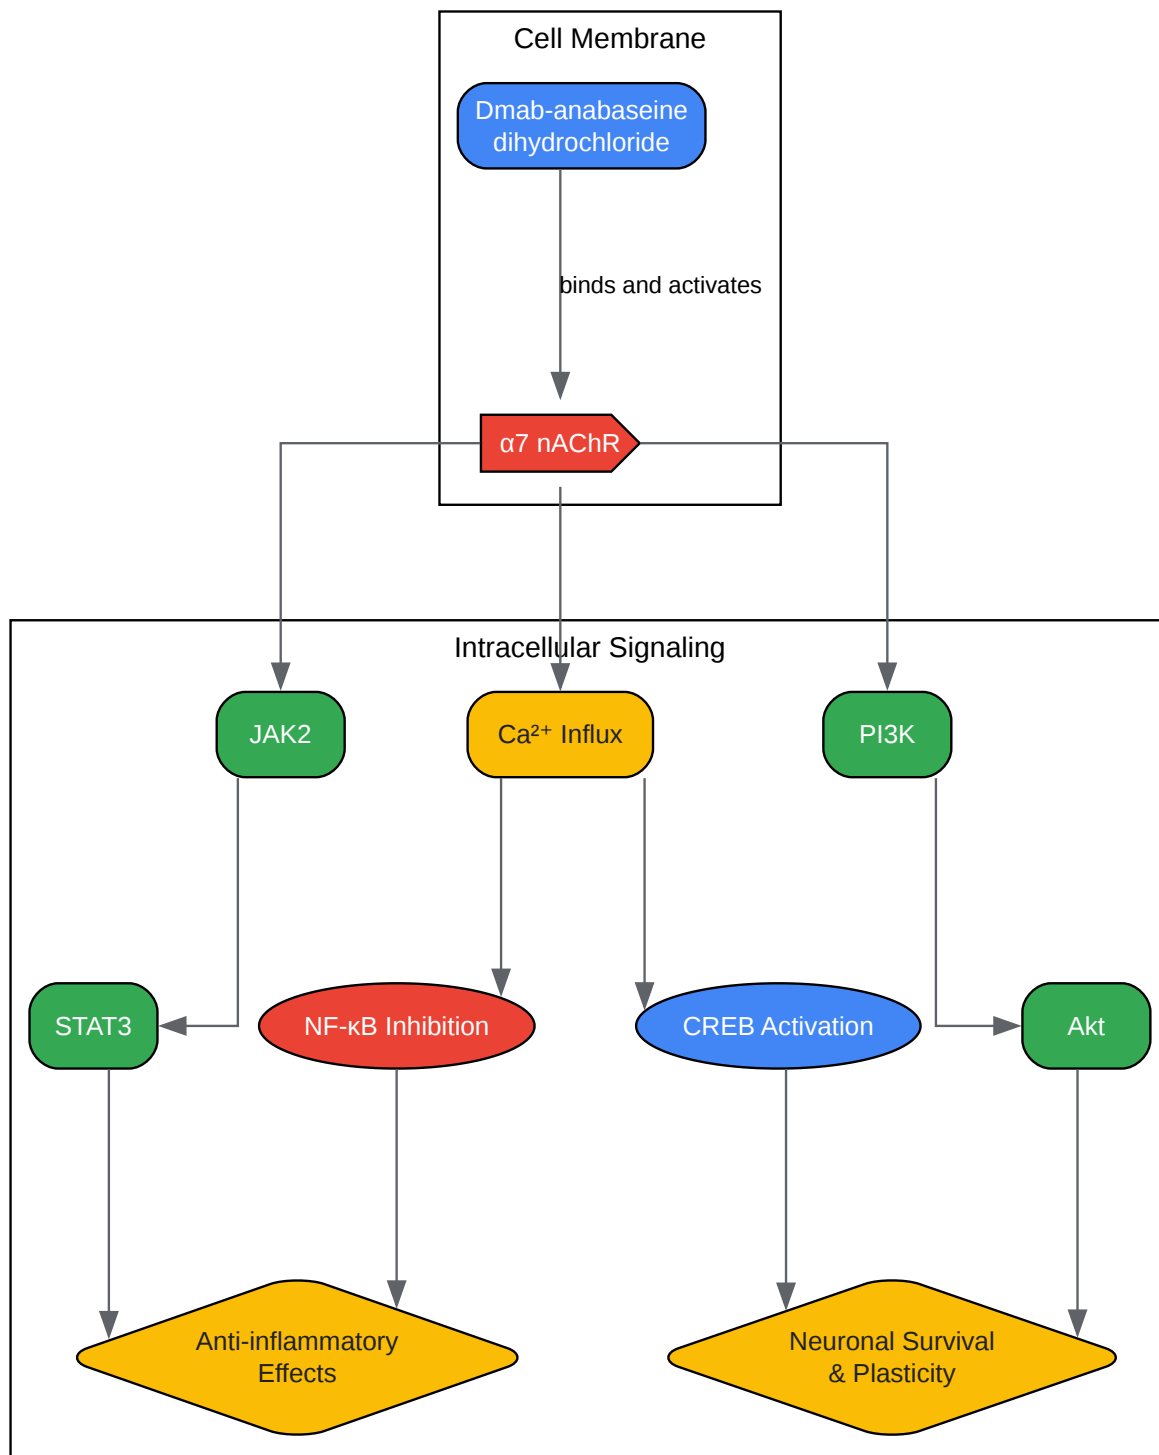 Cell Membrane
Dmab-anabaseine
dihydrochloride
binds and activates
α7 nAChR
Intracellular Signaling
JAK2
Ca²⁺ Influx
PI3K
STAT3
NF-κB Inhibition
CREB Activation
Akt
Anti-inflammatory
Effects
Neuronal Survival
& Plasticity